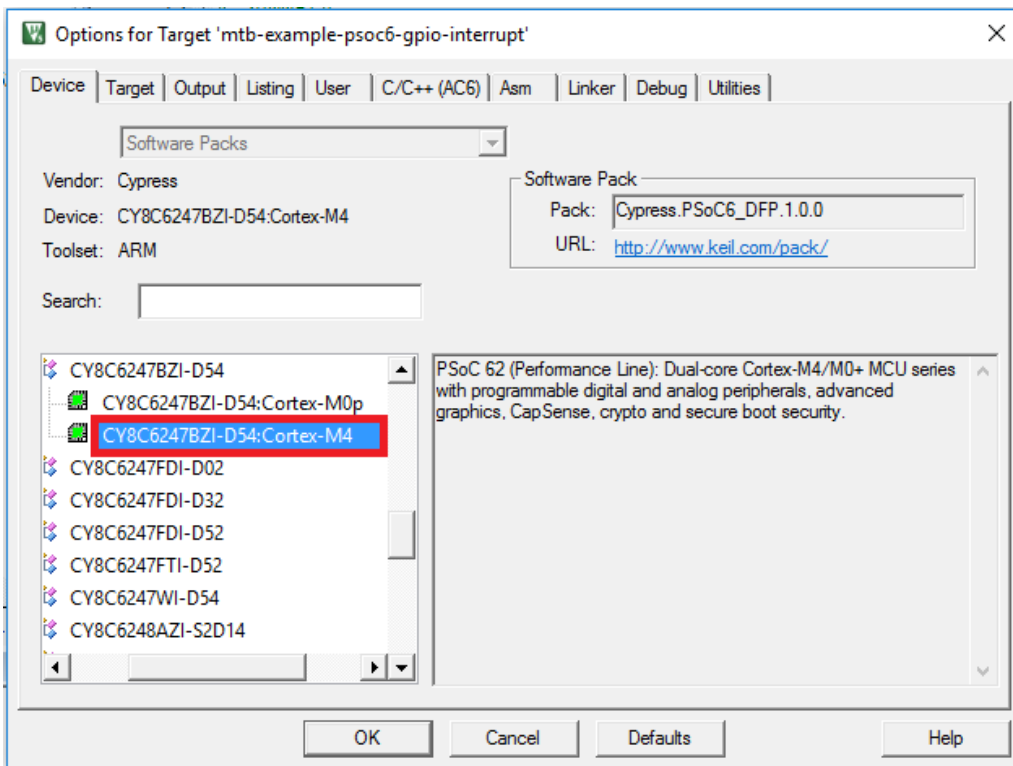 Options for Target 'mtb-example-psoc6-gpio-interrupt'
Device Target Output Listing User C/C++ (AC6) Asm Linker Debug Utilities
Software Packs
Vendor: Cypress
Device: CY8C6247BZI-D54:Cortex-M4
Toolset: ARM
Search:
Software Pack
Pack: Cypress.PSoC6_DFP.1.0.0
URL: http://www.keil.com/pack/
CY8C6247BZI-D54
CY8C6247BZI-D54:Cortex-M0p
CY8C6247BZI-D54:Cortex-M4
CY8C6247FDI-D02
CY8C6247FDI-D32
CY8C6247FDI-D52
CY8C6247FTI-D52
CY8C6247WI-D54
CY8C6248AZI-S2D14
PSoC 62 (Performance Line): Dual-core Cortex-M4/M0+ MCU series
with programmable digital and analog peripherals, advanced
graphics, CapSense, crypto and secure boot security.
OK Cancel Defaults Help